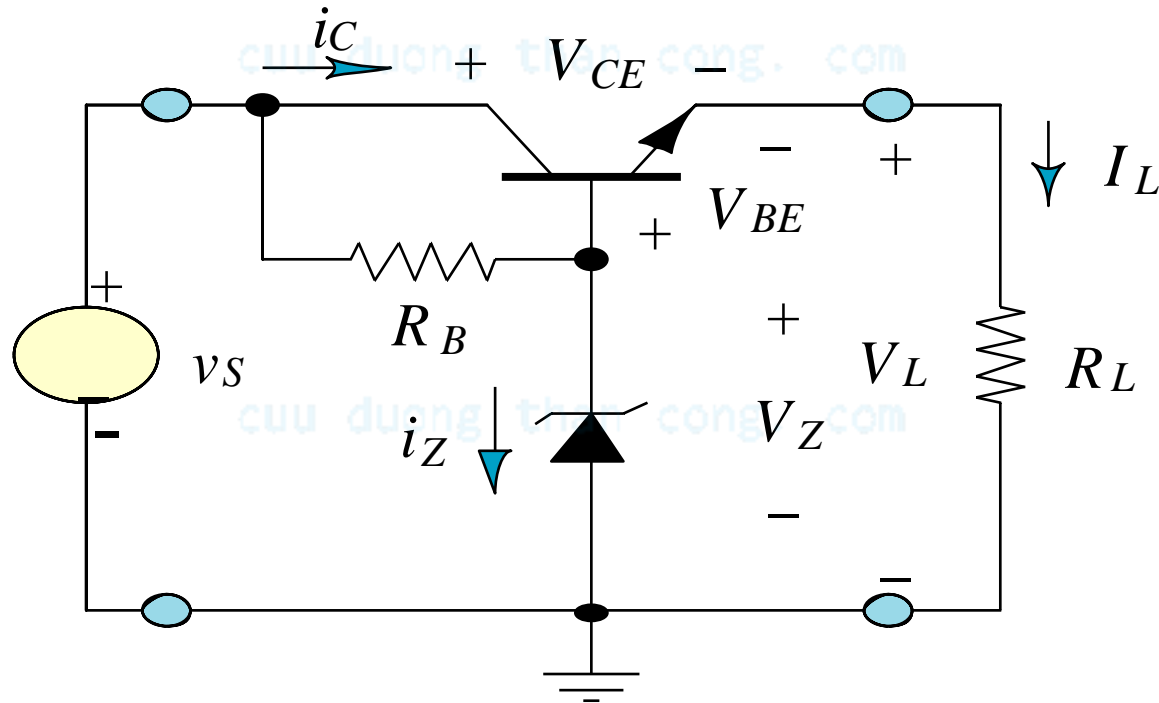 iC
+ VCE −
cuu duong than cong. com
−
+
IL
VBE
+
+
RB
+
vS
VL
RL
cuu duong than cong. com
VZ
iZ
-
−
−